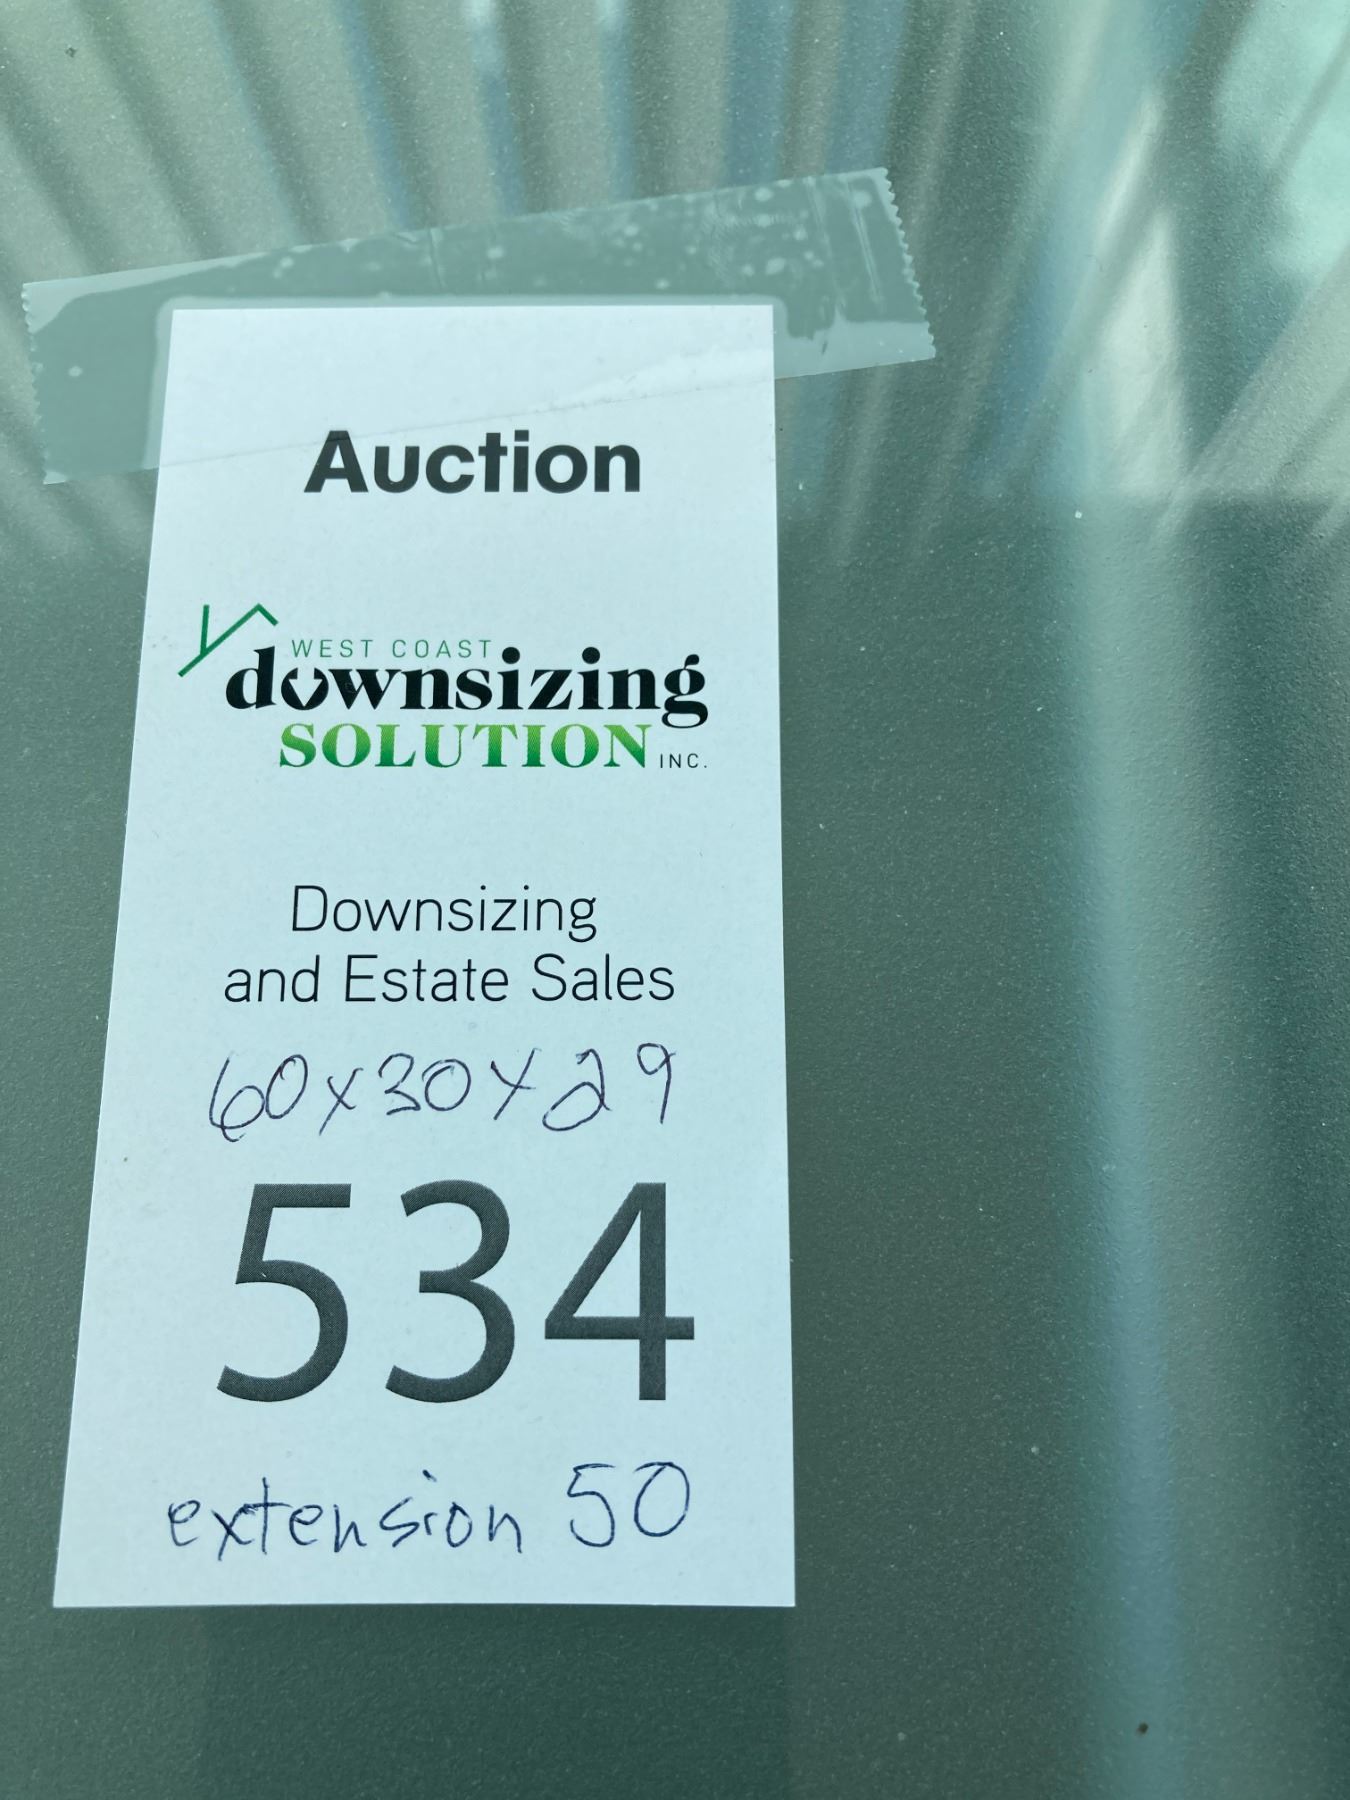 Auction
WEST COAST
downsizing
SOLUTION INC.
Downsizing
and Estate Sales
60x30x29
534
extension 50